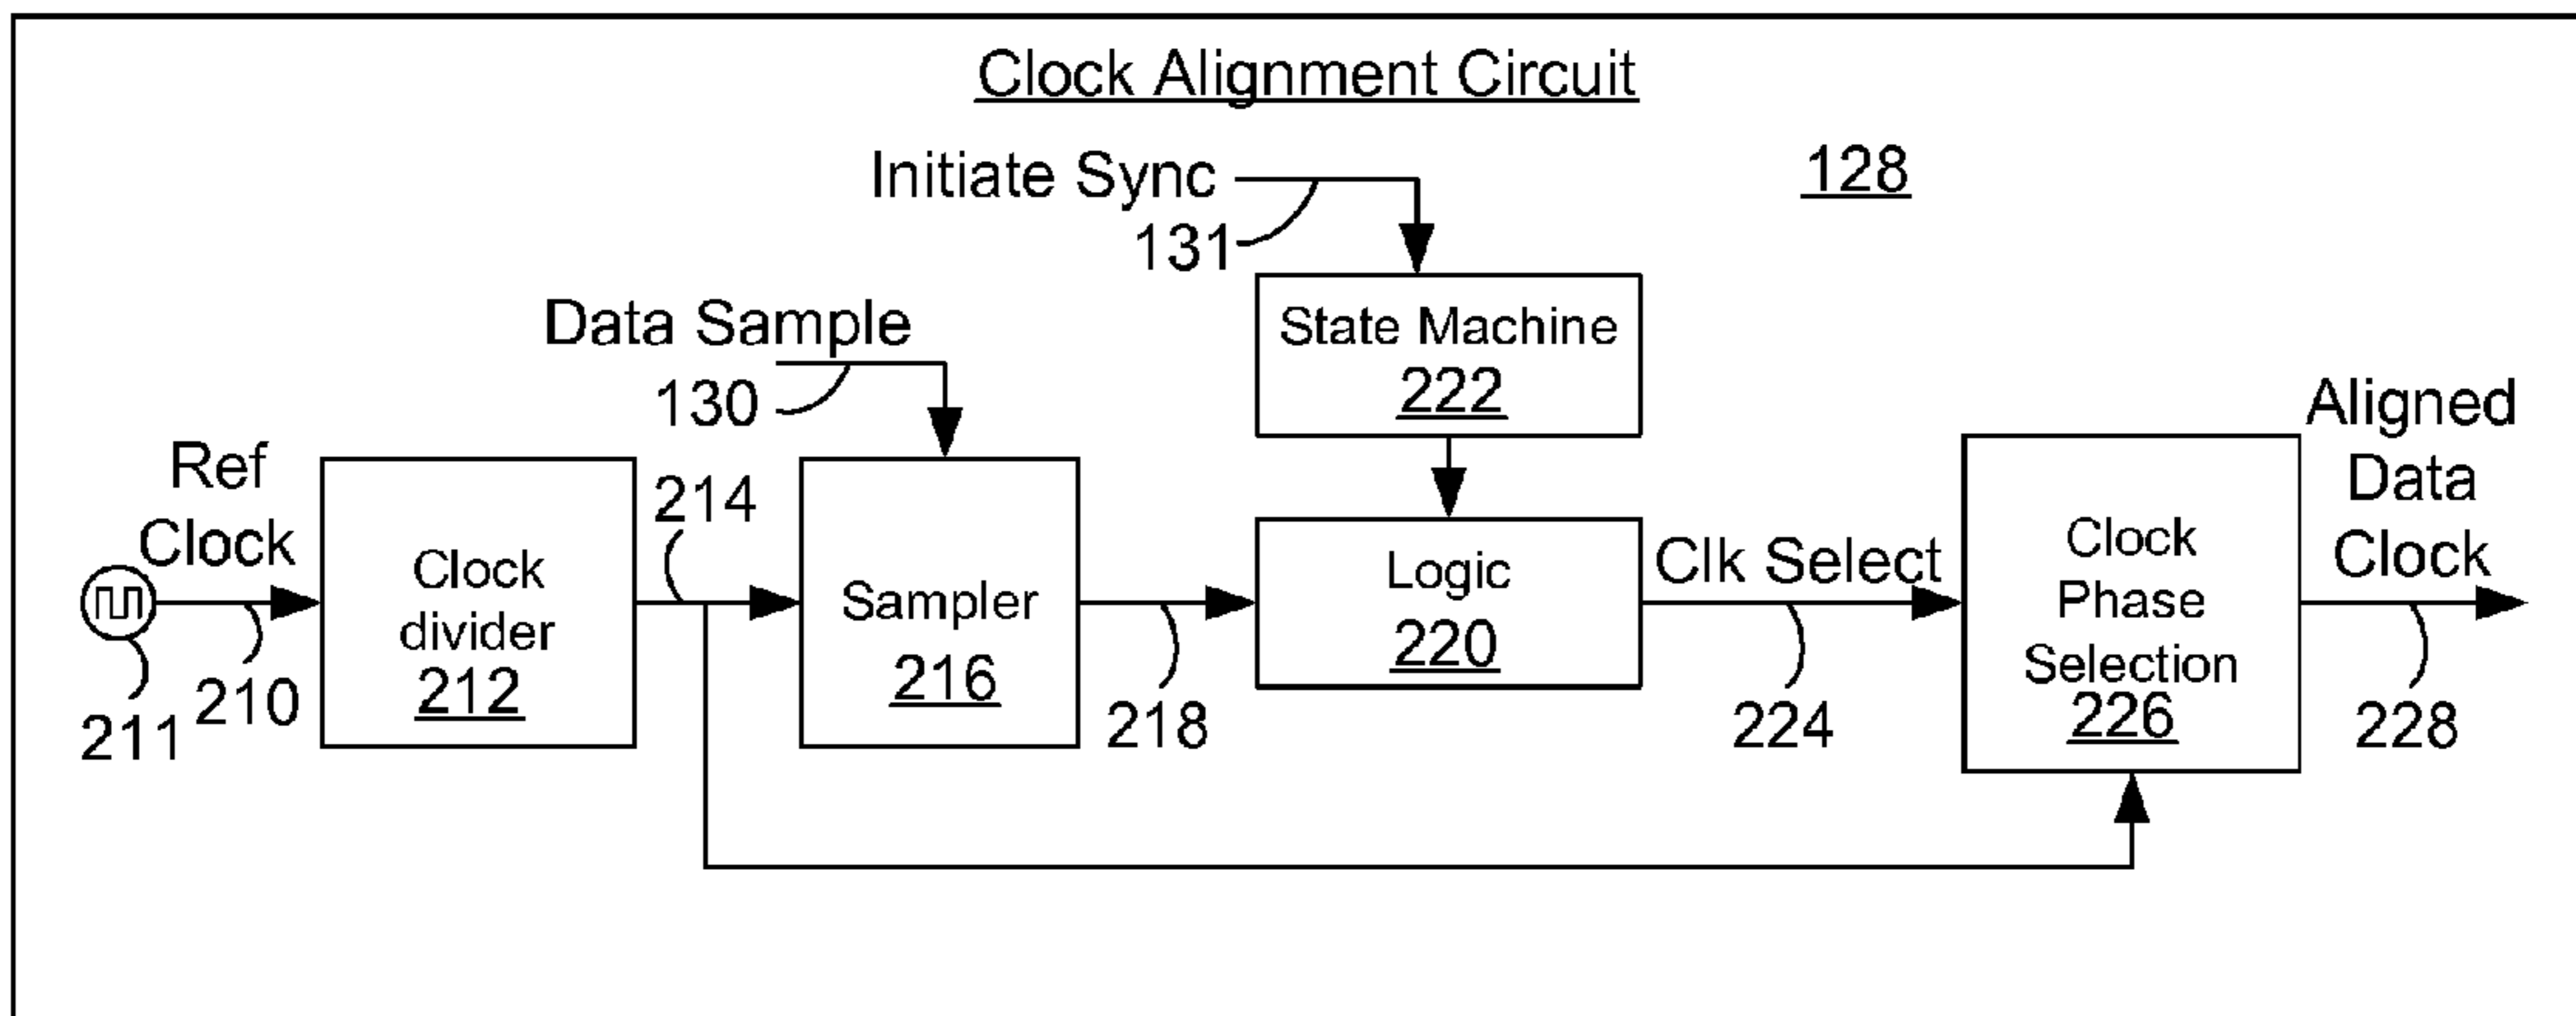 Clock Alignment Circuit
Initiate Sync
128
131
Data Sample
130
State Machine
222
Ref
Clock
211
210
Clock
divider
212
214
Sampler
216
218
Logic
220
Clk Select
224
Clock
Phase
Selection
226
Aligned
Data
Clock
228